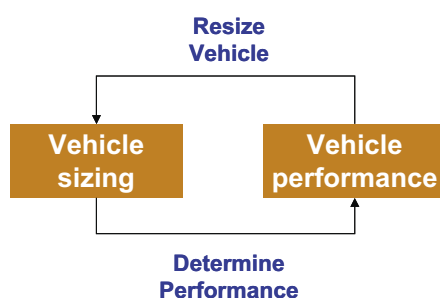 Resize
Vehicle
Vehicle
sizing
Vehicle
performance
Determine
Performance